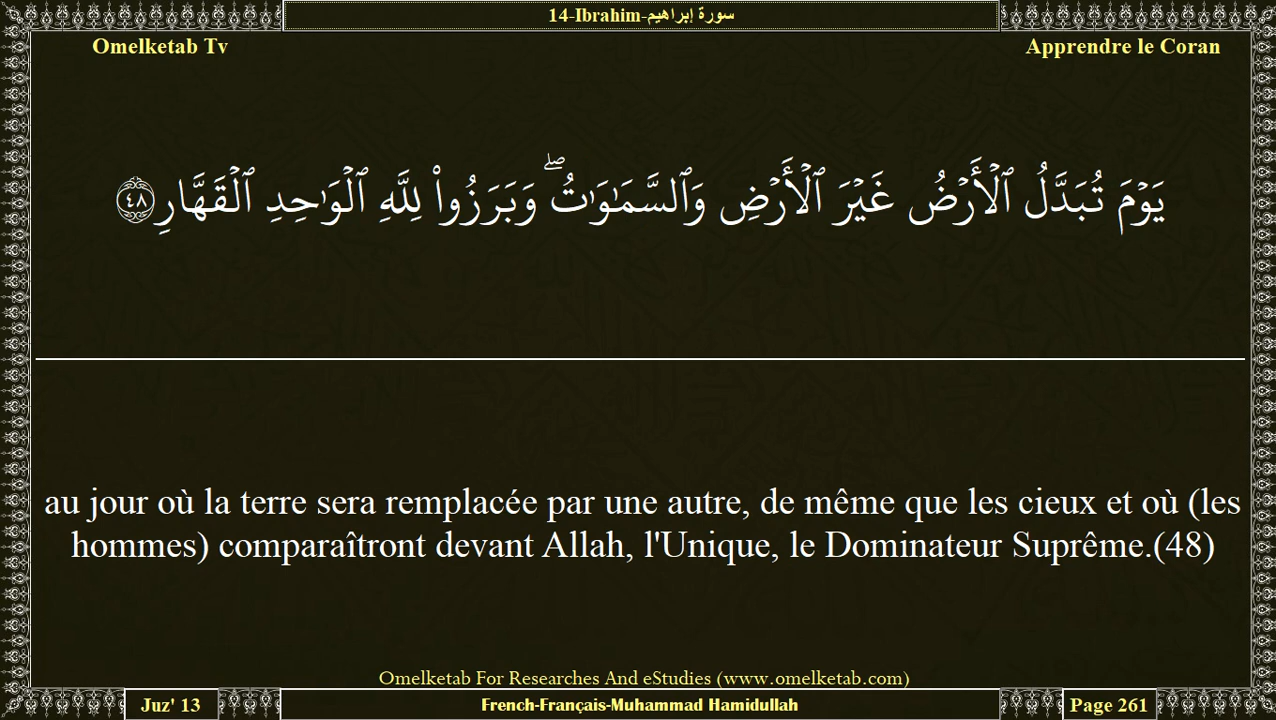 14-Ibrahim-سورة إبراهيم
Omelketab Tv
Apprendre le Coran
يَوْمَ تُبَدَّلُ ٱلْأَرْضُ غَيْرَ ٱلْأَرْضِ وَٱلسَّمَٰوَٰتُ ۖ وَبَرَزُوا۟ لِلَّهِ ٱلْوَٰحِدِ ٱلْقَهَّارِ ٤٨
au jour où la terre sera remplacée par une autre, de même que les cieux et où (les
hommes) comparaîtront devant Allah, l'Unique, le Dominateur Suprême.(48)
Omelketab For Researches And eStudies (www.omelketab.com)
Juz' 13
French-Français-Muhammad Hamidullah
Page 261